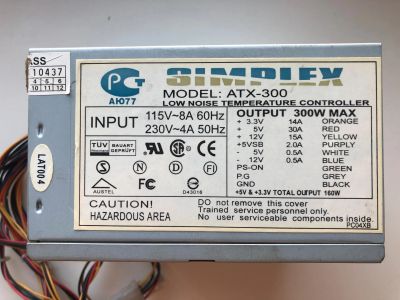 ASS
10437
4 5 6
10 11 12
PCT
АЮ77
SIMPLEX
MODEL: ATX-300
LOW NOISE TEMPERATURE CONTROLLER
INPUT 115V~8A 60Hz
230V~4A 50Hz
OUTPUT 300W MAX
+ 3.3V 14A ORANGE
+ 5V 30A RED
+ 12V 15A YELLOW
+5VSB 2.0A PURPLY
- 5V 0.5A WHITE
- 12V 0.5A BLUE
PS-ON GREEN
P.G GREY
GND BLACK
+5V &+3.3V TOTAL OUTPUT 160W
TÜV
BAUART
GEPRÜFT
N
D
S
FI
AUSTEL
D43016
LAT004
CAUTION!
HAZARDOUS AREA
DO not remove this cover
Trained service personnel only.
No user serviceable components inside.
PC04XB